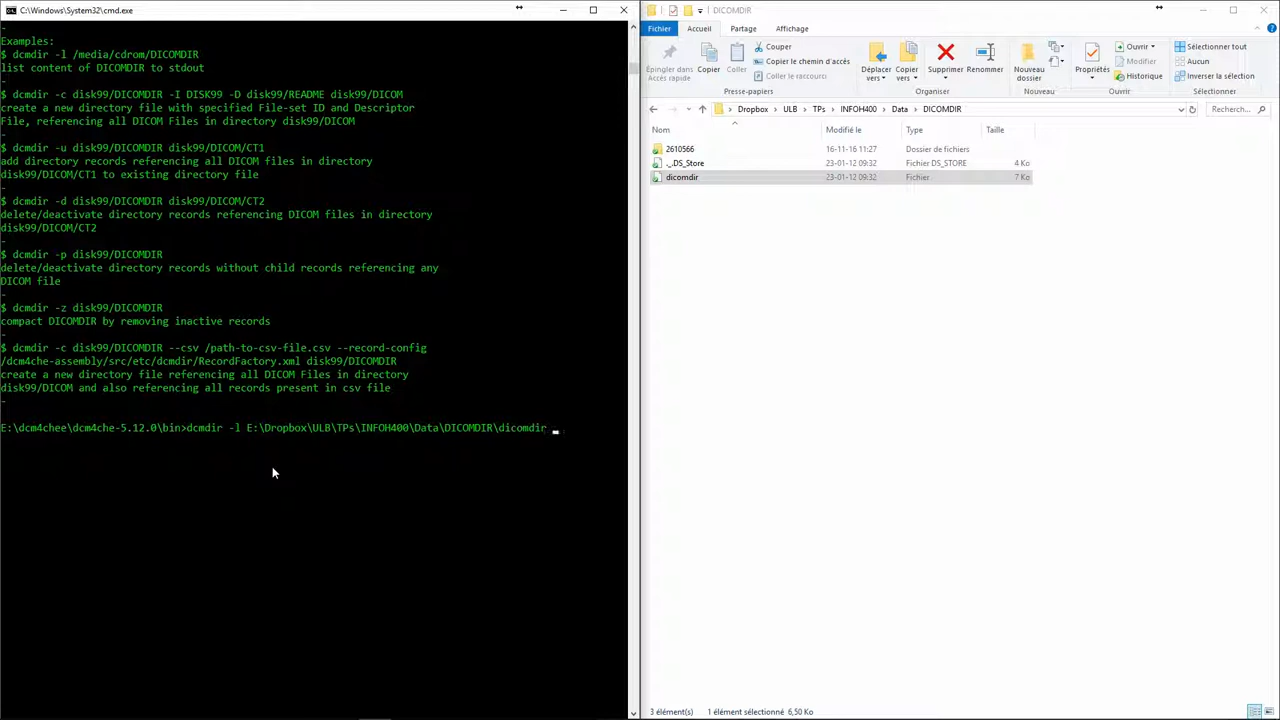 C:\Windows\System32\cmd.exe
-
Examples:
$ dcmdir -l /media/cdrom/DICOMDIR
list content of DICOMDIR to stdout
-
$ dcmdir -c disk99/DICOMDIR -I DISK99 -D disk99/README disk99/DICOM
create a new directory file with specified File-set ID and Descriptor
File, referencing all DICOM Files in directory disk99/DICOM
-
$ dcmdir -u disk99/DICOMDIR disk99/DICOM/CT1
add directory records referencing all DICOM files in directory
disk99/DICOM/CT1 to existing directory file
-
$ dcmdir -d disk99/DICOMDIR disk99/DICOM/CT2
delete/deactivate directory records referencing DICOM files in directory
disk99/DICOM/CT2
-
$ dcmdir -p disk99/DICOMDIR
delete/deactivate directory records without child records referencing any
DICOM file
-
$ dcmdir -z disk99/DICOMDIR
compact DICOMDIR by removing inactive records
-
$ dcmdir -c disk99/DICOMDIR --csv /path-to-csv-file.csv --record-config
/dcm4che-assembly/src/etc/dcmdir/RecordFactory.xml disk99/DICOMDIR
create a new directory file referencing all DICOM Files in directory
disk99/DICOM and also referencing all records present in csv file
-
E:\dcm4chee\dcm4che-5.12.0\bin>dcmdir -l E:\Dropbox\ULB\TPs\INFOH400\Data\DICOMDIR\dicomdir
DICOMDIR
Fichier Accueil Partage Affichage
Épingler dans Accès rapide
Copier
Coller
Couper
Copier le chemin d'accès
Coller le raccourci
Presse-papiers
Déplacer vers
Copier vers
Supprimer
Renommer
Organiser
Nouveau dossier
Nouveau
Propriétés
Ouvrir
Modifier
Historique
Ouvrir
Sélectionner tout
Aucun
Inverser la sélection
Sélectionner
Dropbox > ULB > TPs > INFOH400 > Data > DICOMDIR
Recherc...
Nom Modifié le Type Taille
2610566 16-11-16 11:27 Dossier de fichiers
._.DS_Store 23-01-12 09:32 Fichier DS_STORE 4 Ko
dicomdir 23-01-12 09:32 Fichier 7 Ko
3 élément(s) 1 élément sélectionné 6,50 Ko